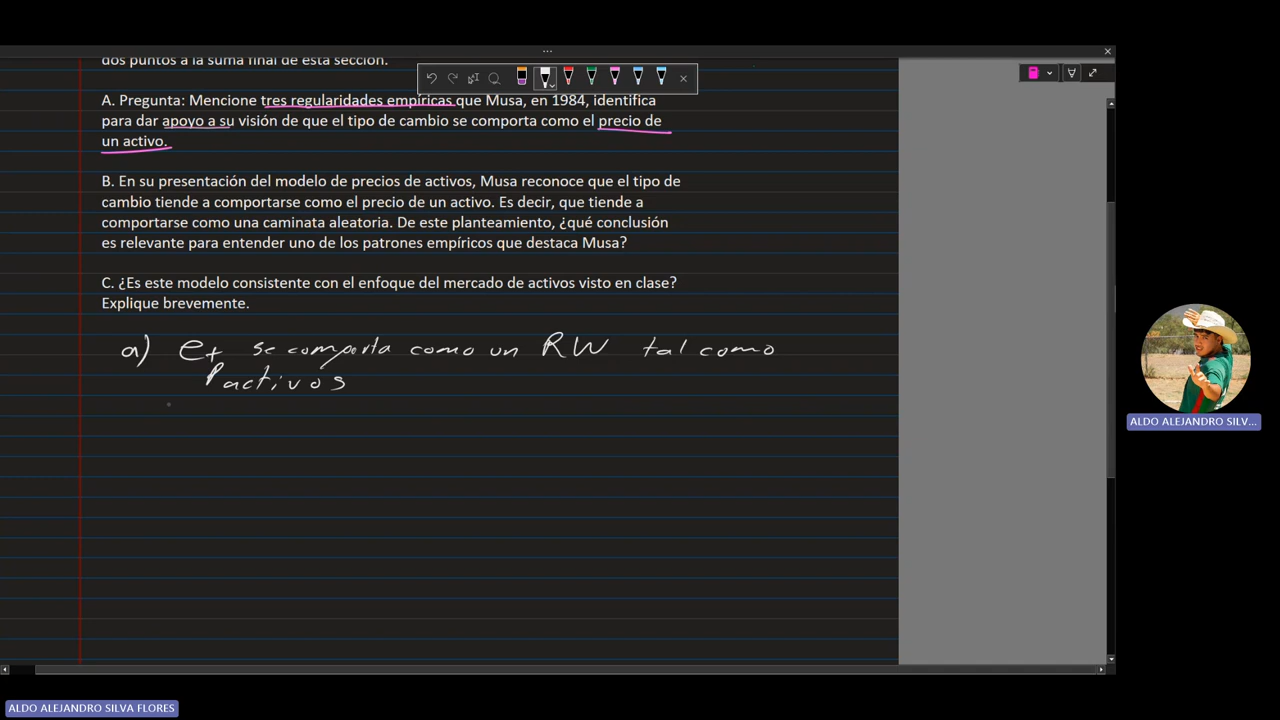 dos puntos a la suma final de esta sección.
A. Pregunta: Mencione tres regularidades empíricas que Musa, en 1984, identifica
para dar apoyo a su visión de que el tipo de cambio se comporta como el precio de
un activo.
B. En su presentación del modelo de precios de activos, Musa reconoce que el tipo de
cambio tiende a comportarse como el precio de un activo. Es decir, que tiende a
comportarse como una caminata aleatoria. De este planteamiento, ¿qué conclusión
es relevante para entender uno de los patrones empíricos que destaca Musa?
C. ¿Es este modelo consistente con el enfoque del mercado de activos visto en clase?
Explique brevemente.
a) et se comporta como un RW tal como
Pactivos
ALDO ALEJANDRO SILV...
ALDO ALEJANDRO SILVA FLORES